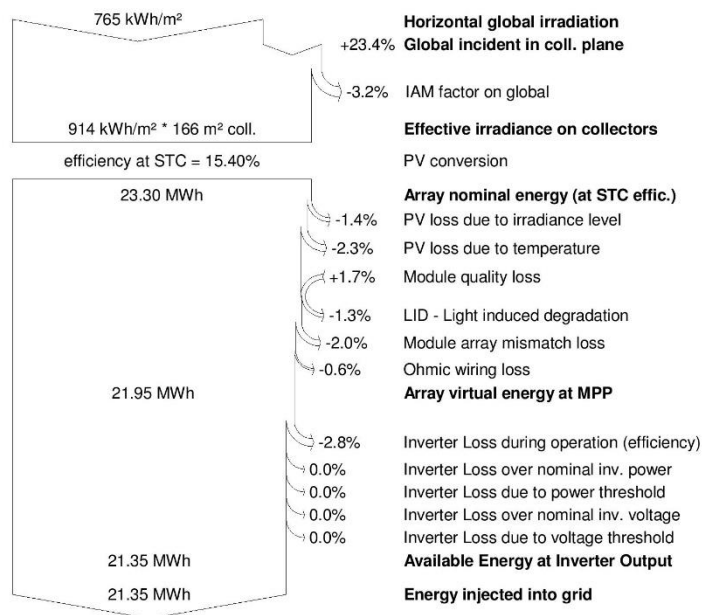 765 kWh/m² Horizontal global irradiation
+23.4% Global incident in coll. plane
-3.2% IAM factor on global
914 kWh/m² * 166 m² coll. Effective irradiance on collectors
efficiency at STC = 15.40% PV conversion
23.30 MWh Array nominal energy (at STC effic.)
-1.4% PV loss due to irradiance level
-2.3% PV loss due to temperature
+1.7% Module quality loss
-1.3% LID - Light induced degradation
-2.0% Module array mismatch loss
-0.6% Ohmic wiring loss
21.95 MWh Array virtual energy at MPP
-2.8% Inverter Loss during operation (efficiency)
0.0% Inverter Loss over nominal inv. power
0.0% Inverter Loss due to power threshold
0.0% Inverter Loss over nominal inv. voltage
0.0% Inverter Loss due to voltage threshold
21.35 MWh Available Energy at Inverter Output
21.35 MWh Energy injected into grid